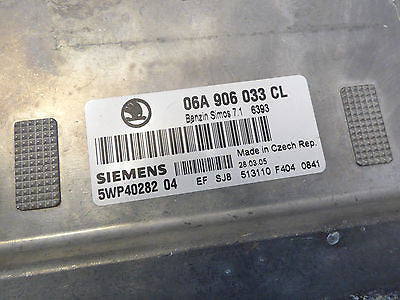 06A 906 033 CL
Benzin Simos 7.1 6393
Made in Czech Rep.
SIEMENS 28.03.05
5WP40282 04 EF SJB 513110 F404 0841